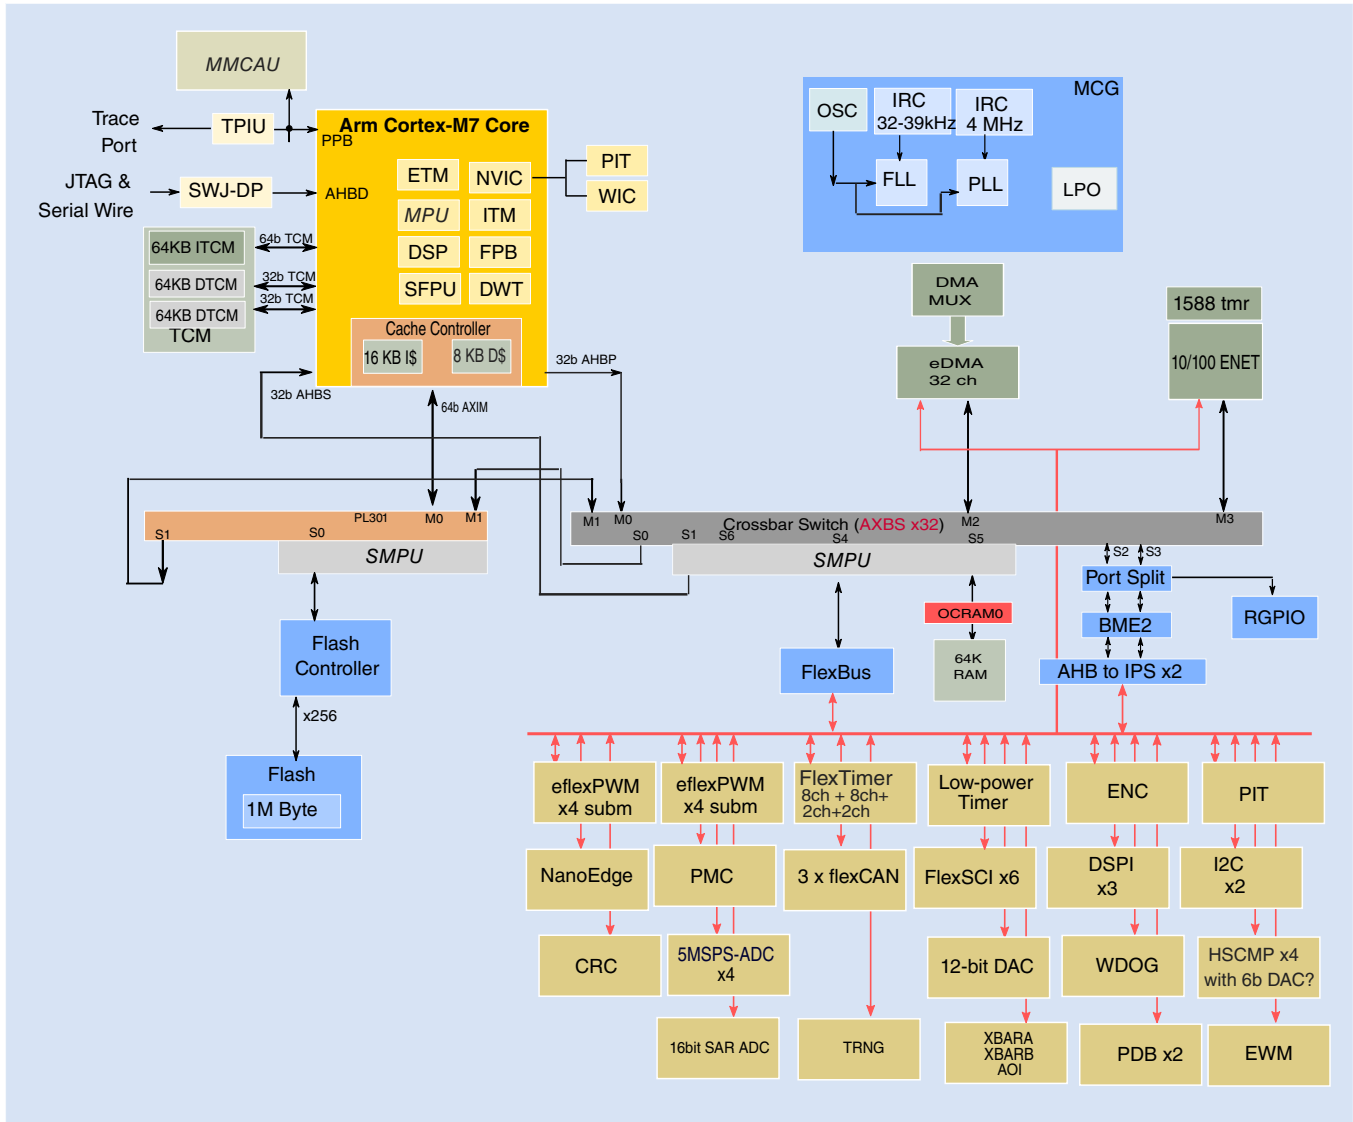 MMCAU
Trace
Port
TPIU
PPB
JTAG &
Serial Wire
SWJ-DP
AHBD
Arm Cortex-M7 Core
ETM
NVIC
MPU
ITM
DSP
FPB
SFPU
DWT
PIT
WIC
64KB ITCM
64KB DTCM
64KB DTCM
TCM
64b TCM
32b TCM
32b TCM
Cache Controller
16 KB I$
8 KB D$
32b AHBS
64b AXIM
32b AHBP
MCG
OSC
IRC
32-39kHz
IRC
4 MHz
FLL
PLL
LPO
DMA
MUX
eDMA
32 ch
1588 tmr
10/100 ENET
PL301
M0
M1
S1
S0
SMPU
M1
M0
Crossbar Switch (AXBS x32)
M2
M3
S0
S1
S6
S4
S5
S2
S3
SMPU
Flash
Controller
x256
Flash
1M Byte
FlexBus
OCRAM0
64K
RAM
Port Split
BME2
AHB to IPS x2
RGPIO
eflexPWM
x4 subm
eflexPWM
x4 subm
FlexTimer
8ch + 8ch+
2ch+2ch
Low-power
Timer
ENC
PIT
NanoEdge
PMC
3 x flexCAN
FlexSCI x6
DSPI
x3
I2C
x2
CRC
5MSPS-ADC
x4
12-bit DAC
WDOG
HSCMP x4
with 6b DAC?
16bit SAR ADC
TRNG
XBARA
XBARB
AOI
PDB x2
EWM